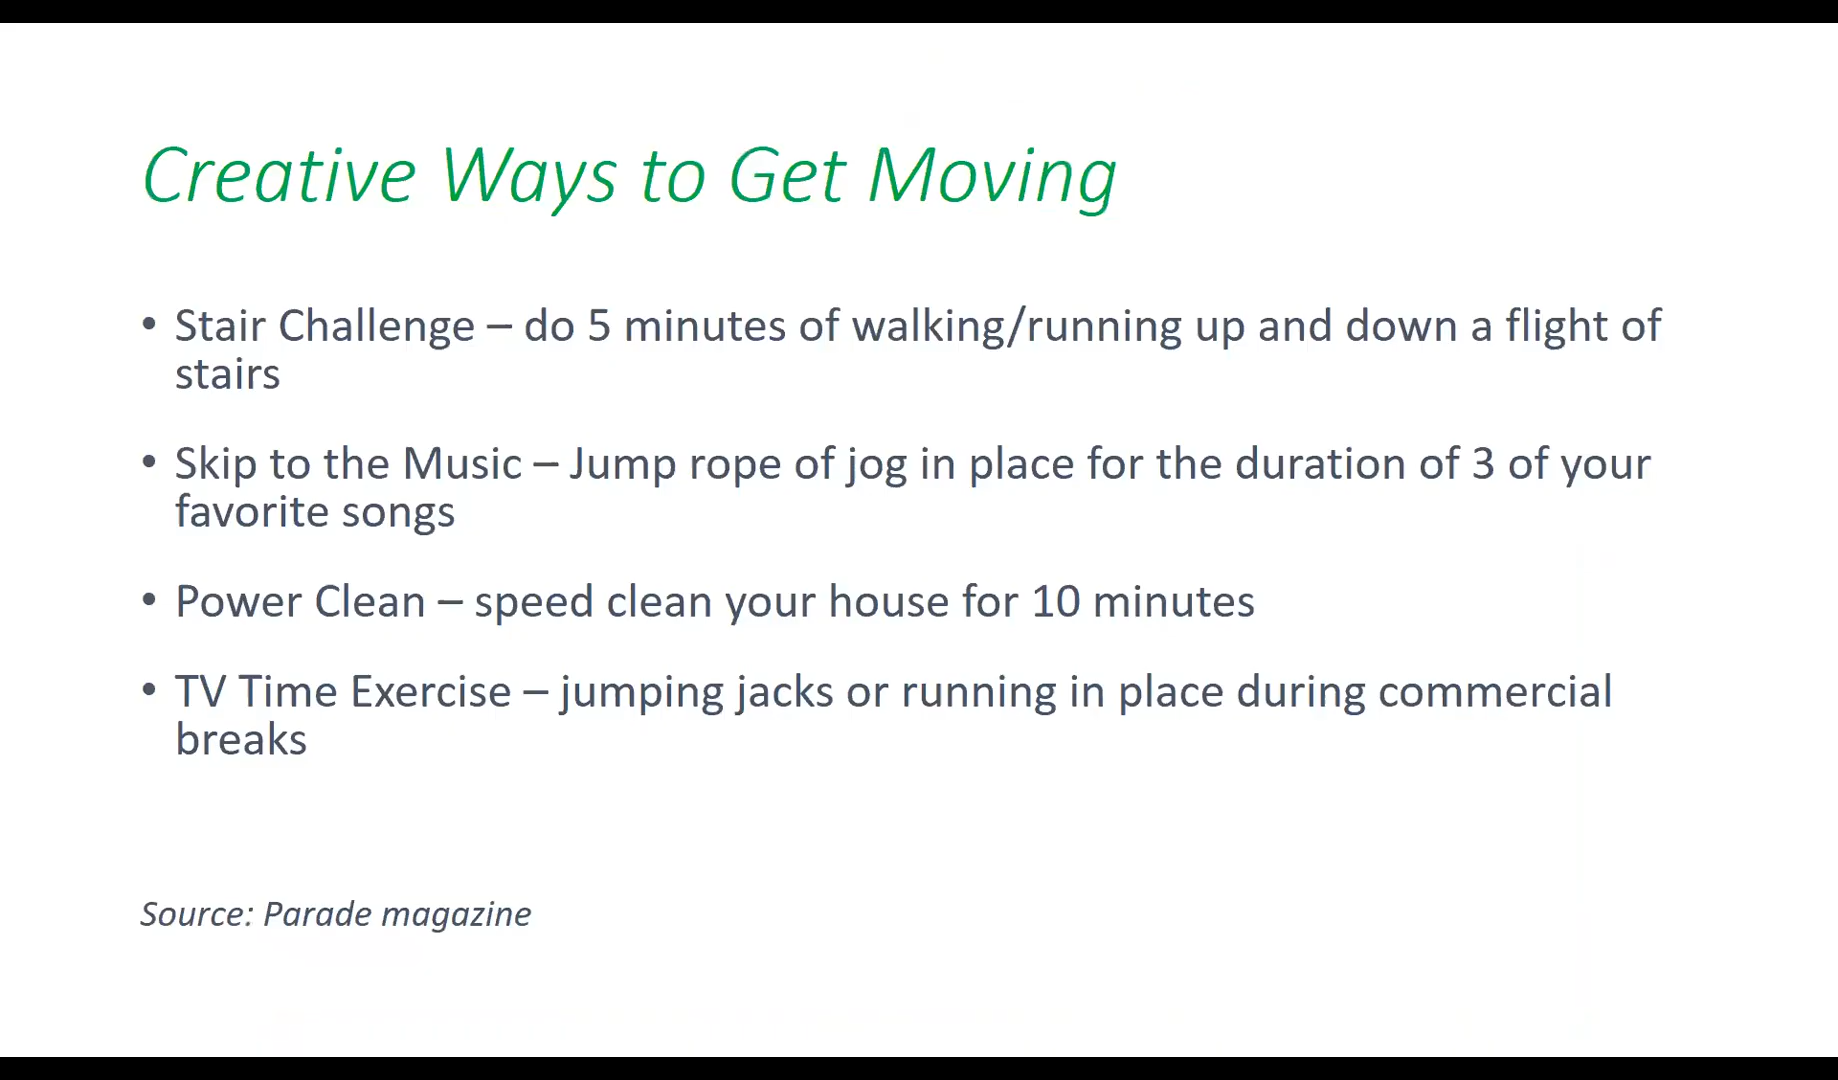 Creative Ways to Get Moving
• Stair Challenge – do 5 minutes of walking/running up and down a flight of
stairs
• Skip to the Music – Jump rope of jog in place for the duration of 3 of your
favorite songs
• Power Clean – speed clean your house for 10 minutes
• TV Time Exercise – jumping jacks or running in place during commercial
breaks
Source: Parade magazine